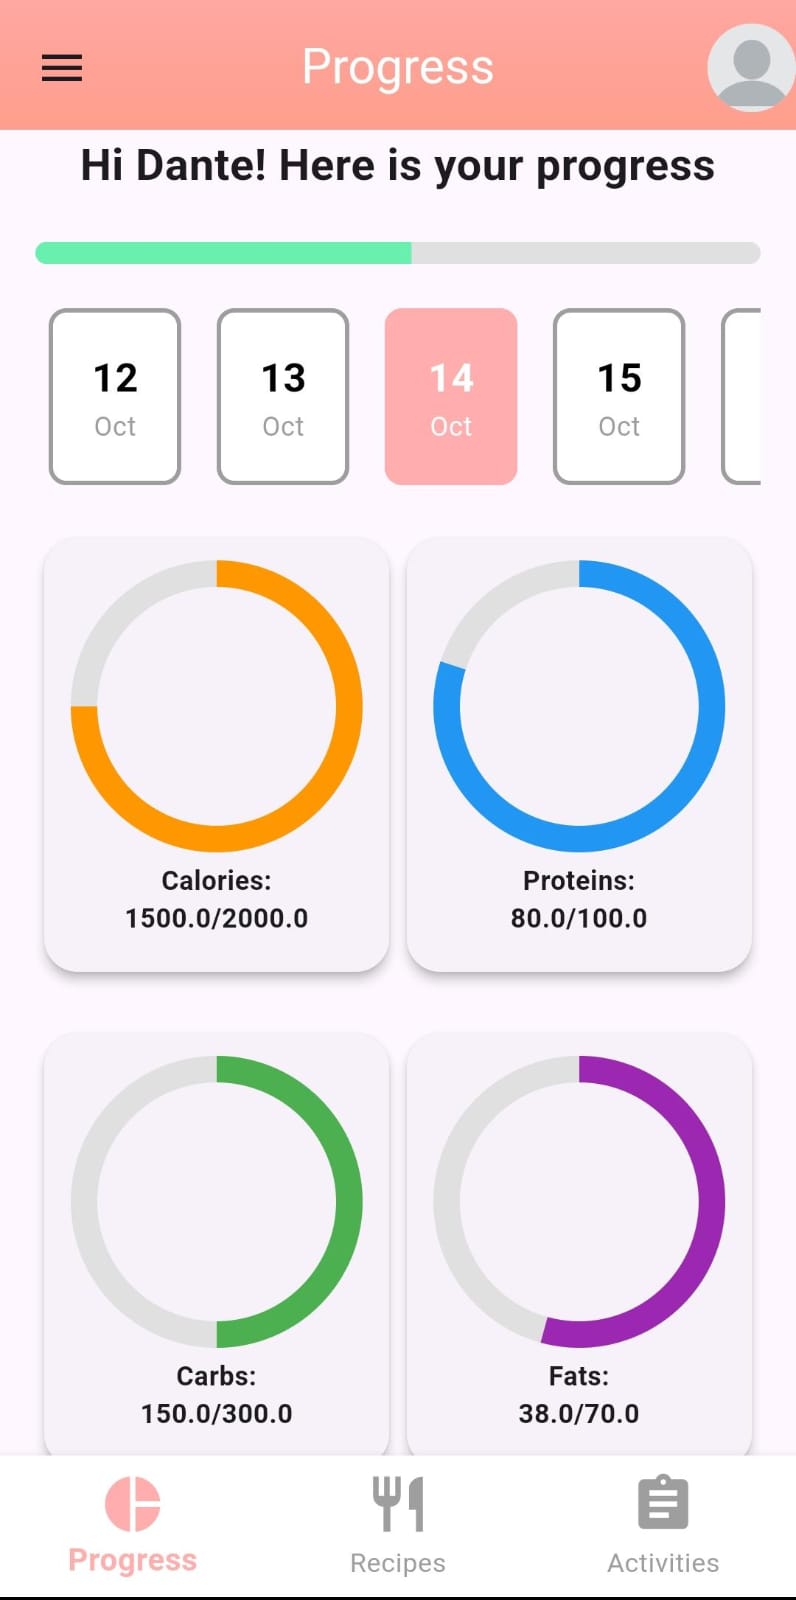 Progress
Hi Dante! Here is your progress
12 13 14 15
Oct Oct Oct Oct
Calories:
1500.0/2000.0
Proteins:
80.0/100.0
Carbs:
150.0/300.0
Fats:
38.0/70.0
Progress Recipes Activities